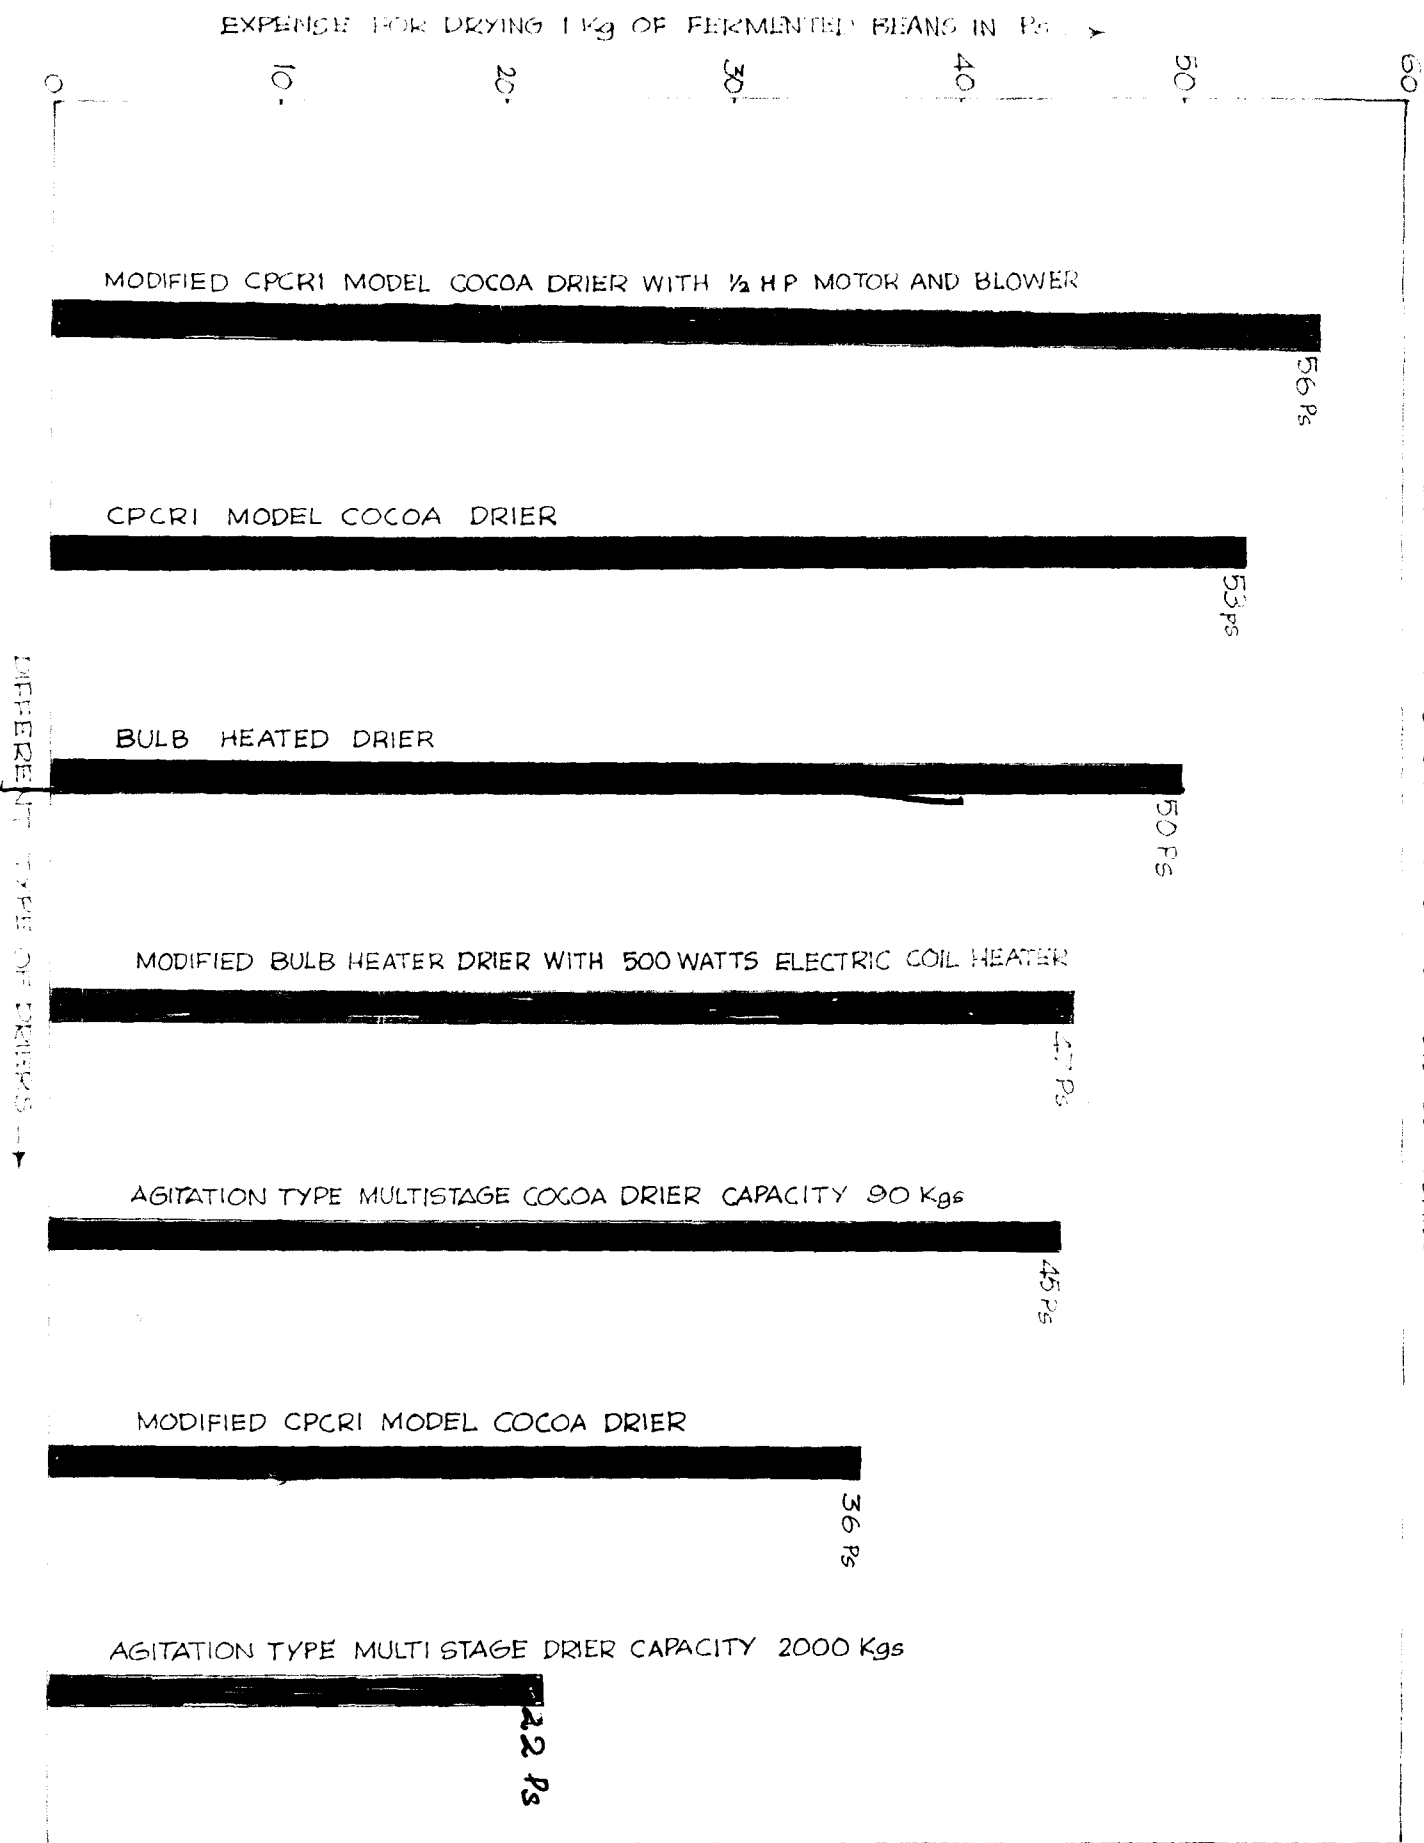 EXPENSE FOR DRYING 1 Kg OF FERMENTED BEANS IN Ps
0 10 20 30 40 50 60
MODIFIED CPCRI MODEL COCOA DRIER WITH ½ HP MOTOR AND BLOWER
56 Ps
CPCRI MODEL COCOA DRIER
53 ps
BULB HEATED DRIER
50 Ps
MODIFIED BULB HEATER DRIER WITH 500 WATTS ELECTRIC COIL HEATER
47 Ps
AGITATION TYPE MULTISTAGE COCOA DRIER CAPACITY 90 Kgs
45 Ps
MODIFIED CPCRI MODEL COCOA DRIER
36 Ps
AGITATION TYPE MULTI STAGE DRIER CAPACITY 2000 Kgs
22 Ps
DIFFERENT TYPE OF DRIERS